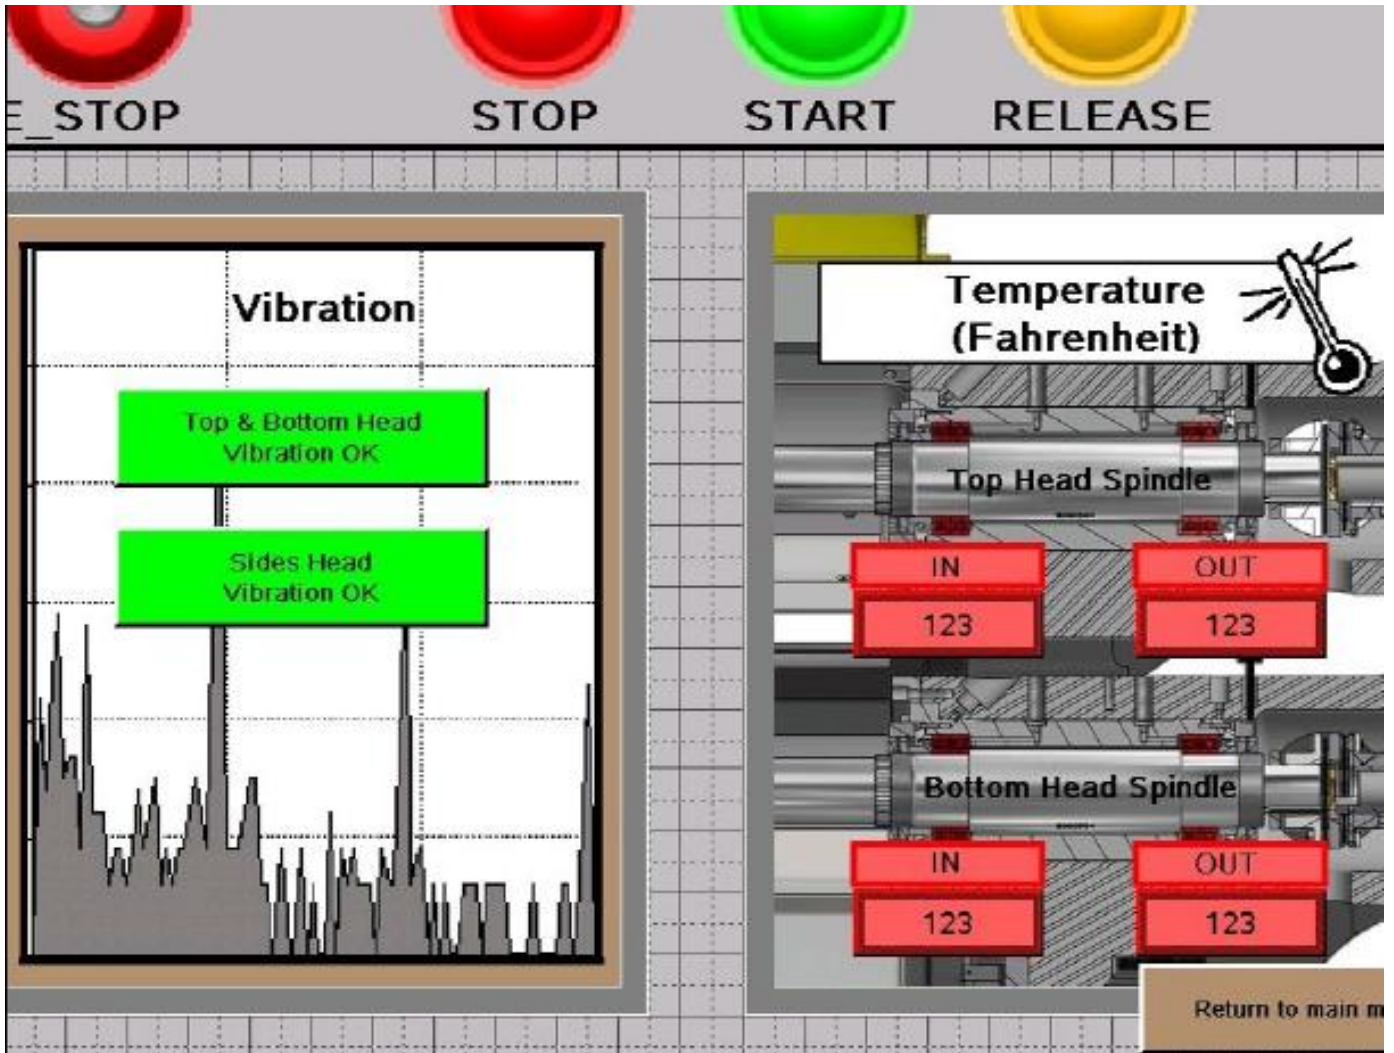 E_STOP
STOP
START
RELEASE
Vibration
Top & Bottom Head
Vibration OK
Sides Head
Vibration OK
Temperature
(Fahrenheit)
Top Head Spindle
IN
OUT
123
123
Bottom Head Spindle
IN
OUT
123
123
Return to main m